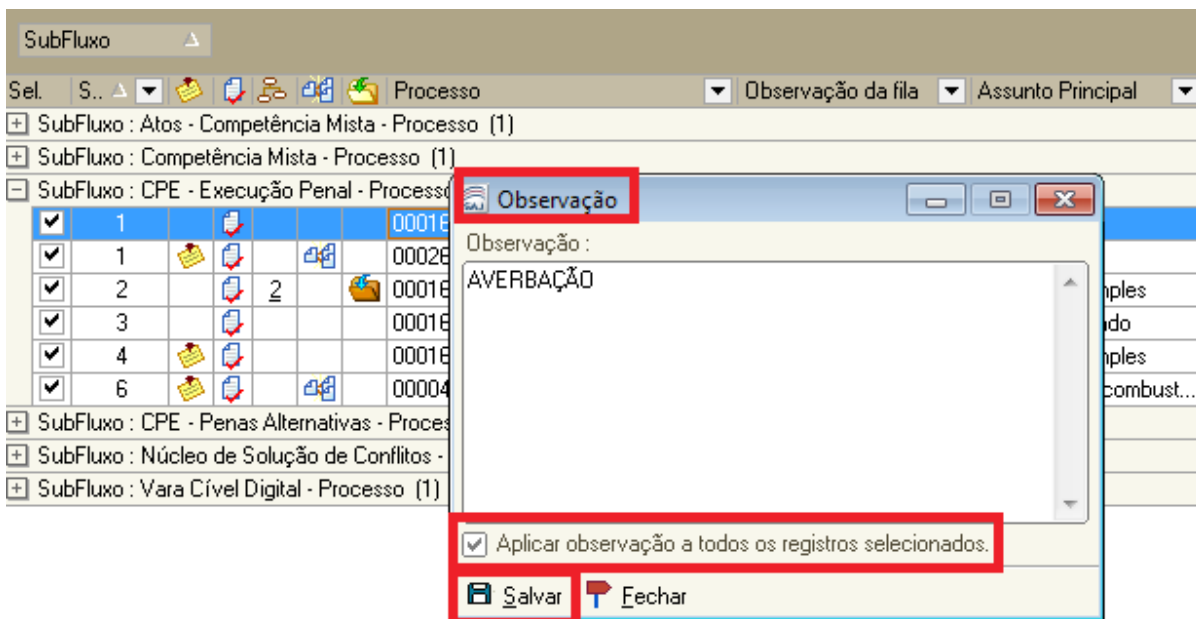 SubFluxo
Sel. S.. Processo Observação da fila Assunto Principal
SubFluxo : Atos - Competência Mista - Processo (1)
SubFluxo : Competência Mista - Processo (1)
SubFluxo : CPE - Execução Penal - Processo
Observação
Observação :
AVERBAÇÃO
1 00016
1 00028
2 2 00016 nples
3 00016 do
4 00016 nples
6 00004 combust...
SubFluxo : CPE - Penas Alternativas - Proces
SubFluxo : Núcleo de Solução de Conflitos -
SubFluxo : Vara Cível Digital - Processo (1)
Aplicar observação a todos os registros selecionados.
Salvar Fechar